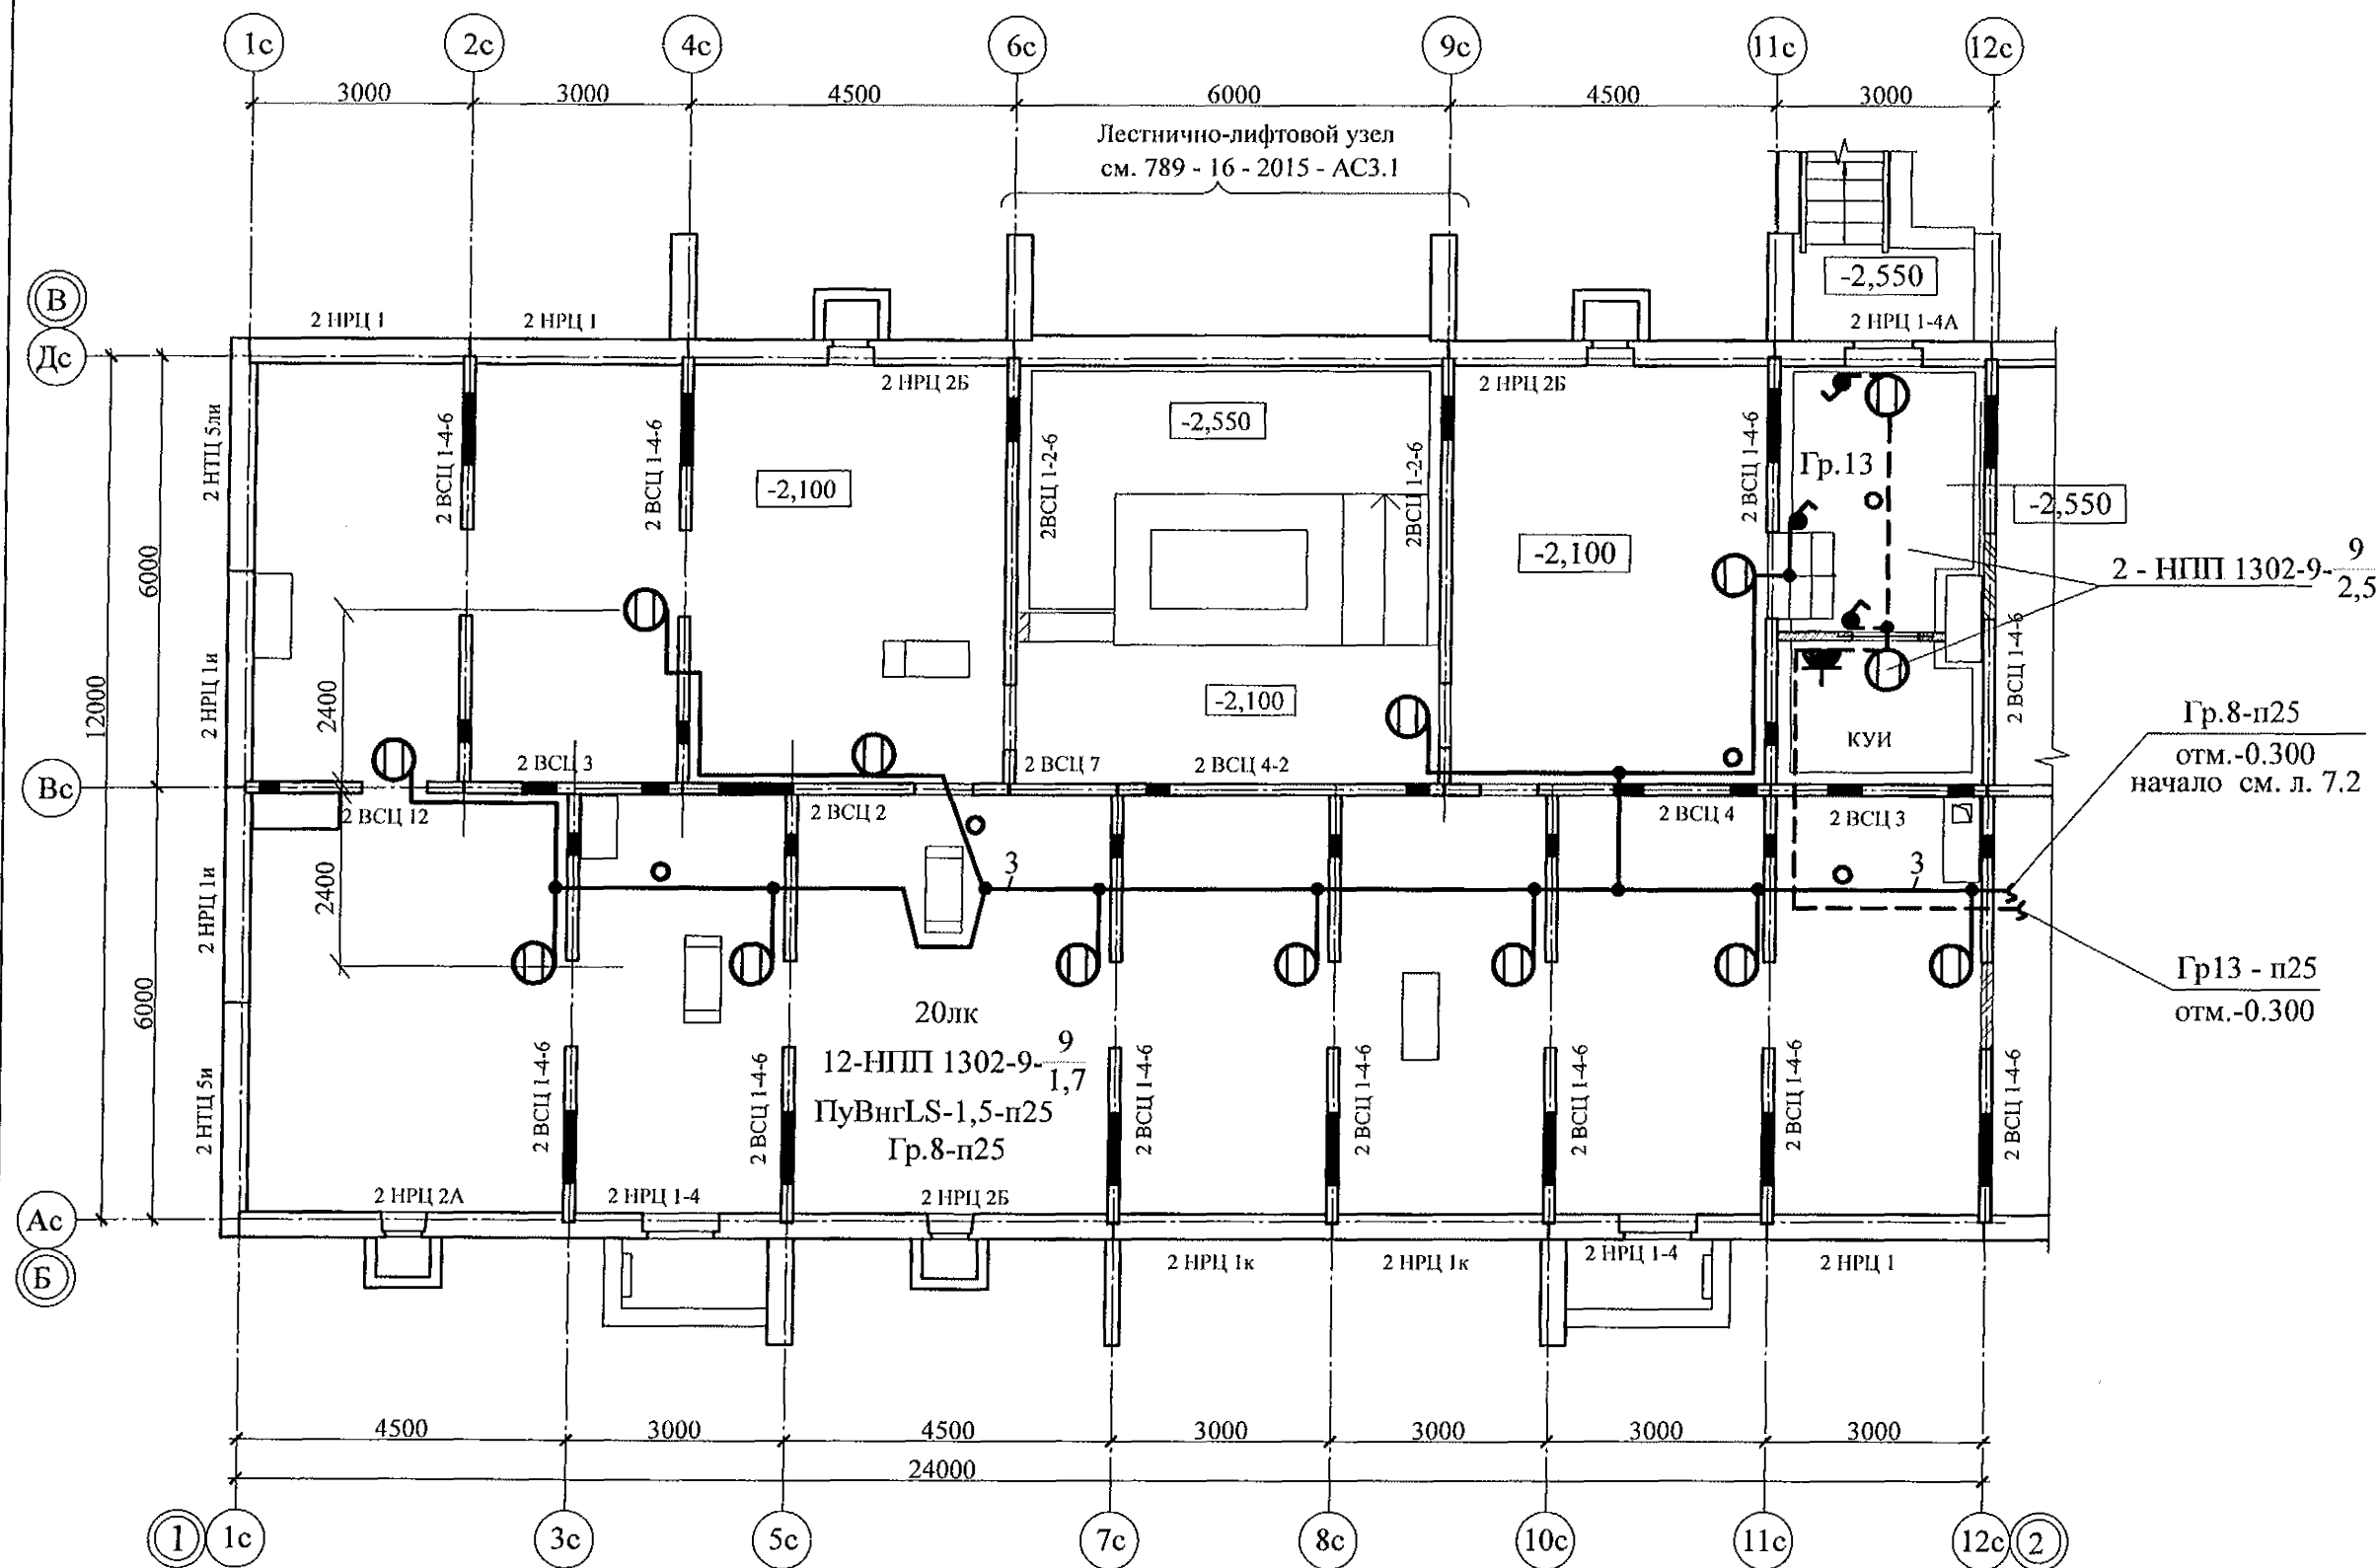 1с
2с
4с
6с
9с
11с
12с
3000
3000
4500
6000
4500
3000
Лестнично-лифтовой узел
см. 789 - 16 - 2015 - АС3.1
-2,550
В
Дс
2 НРЦ 1
2 НРЦ 1
2 НРЦ 1-4А
2 НРЦ 2Б
2 НРЦ 2Б
2 НТЦ 5ли
2 ВСЦ 1-4-6
2 ВСЦ 1-4-6
-2,100
2ВСЦ 1-2-6
-2,550
2ВСЦ 1-2-6
-2,100
2 ВСЦ 1-4-6
Гр.13
-2,550
2 - НПП 1302-9-
9
2,5
12000
6000
2400
2 НРЦ 1и
-2,100
2 ВСЦ 1-4-6
КУИ
Гр.8-п25
отм.-0.300
начало см. л. 7.2
Вс
2 ВСЦ 3
2 ВСЦ 7
2 ВСЦ 4-2
2 ВСЦ 12
2 ВСЦ 2
2 ВСЦ 4
2 ВСЦ 3
3
3
2400
2 НРЦ 1и
6000
Гр13 - п25
отм.-0.300
20лк
12-НПП 1302-9-
9
1,7
ПуВнгLS-1,5-п25
Гр.8-п25
2 НТЦ 5и
2 ВСЦ 1-4-6
2 ВСЦ 1-4-6
2 ВСЦ 1-4-6
2 ВСЦ 1-4-6
2 ВСЦ 1-4-6
2 ВСЦ 1-4-6
2 ВСЦ 1-4-6
2 НРЦ 2А
2 НРЦ 1-4
2 НРЦ 2Б
Ас
Б
2 НРЦ 1к
2 НРЦ 1к
2 НРЦ 1-4
2 НРЦ 1
4500
3000
4500
3000
3000
3000
3000
24000
1
1с
3с
5с
7с
8с
10с
11с
12с
2